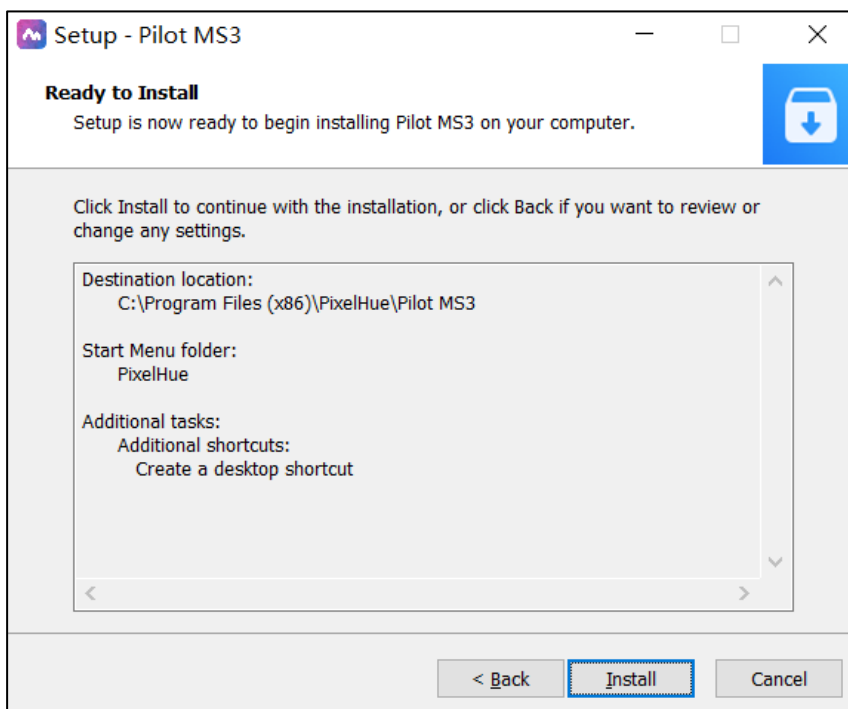 Setup - Pilot MS3
Ready to Install
Setup is now ready to begin installing Pilot MS3 on your computer.
Click Install to continue with the installation, or click Back if you want to review or
change any settings.
Destination location:
C:\Program Files (x86)\PixelHue\Pilot MS3
Start Menu folder:
PixelHue
Additional tasks:
Additional shortcuts:
Create a desktop shortcut
< Back
Install
Cancel